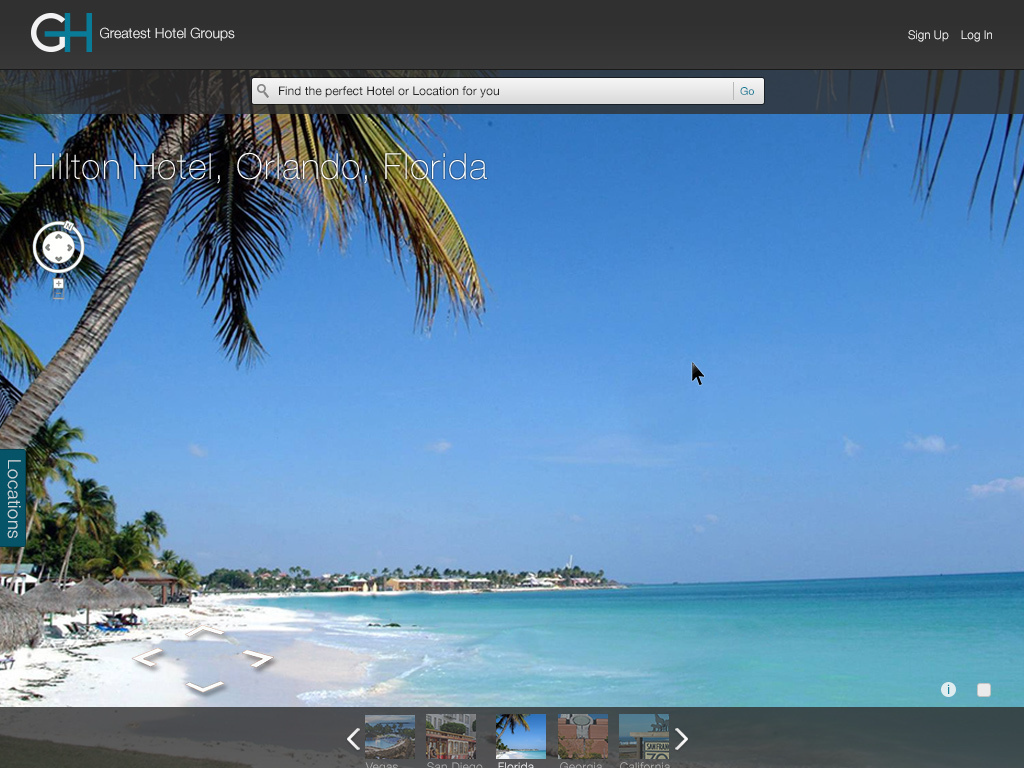 GH Greatest Hotel Groups
Sign Up Log In
Find the perfect Hotel or Location for you Go
Hilton Hotel, Orlando, Florida
N
Locations
i
Vegas San Diego Florida Georgia California